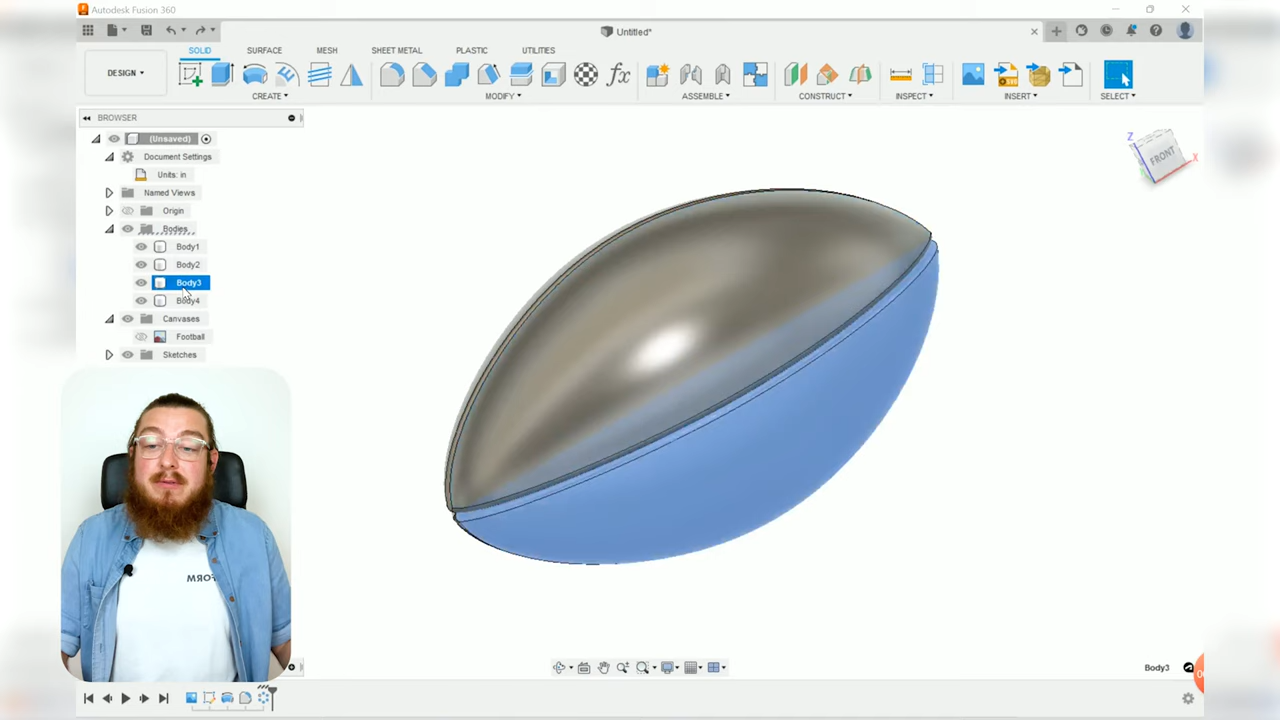 Autodesk Fusion 360
Untitled*
SOLID SURFACE MESH SHEET METAL PLASTIC UTILITIES
DESIGN
CREATE MODIFY ASSEMBLE CONSTRUCT INSPECT INSERT SELECT
fx
BROWSER
(Unsaved)
Document Settings
Units: in
Named Views
Origin
Bodies
Body1
Body2
Body3
Body4
Canvases
Football
Sketches
Z
FRONT
X
Body3